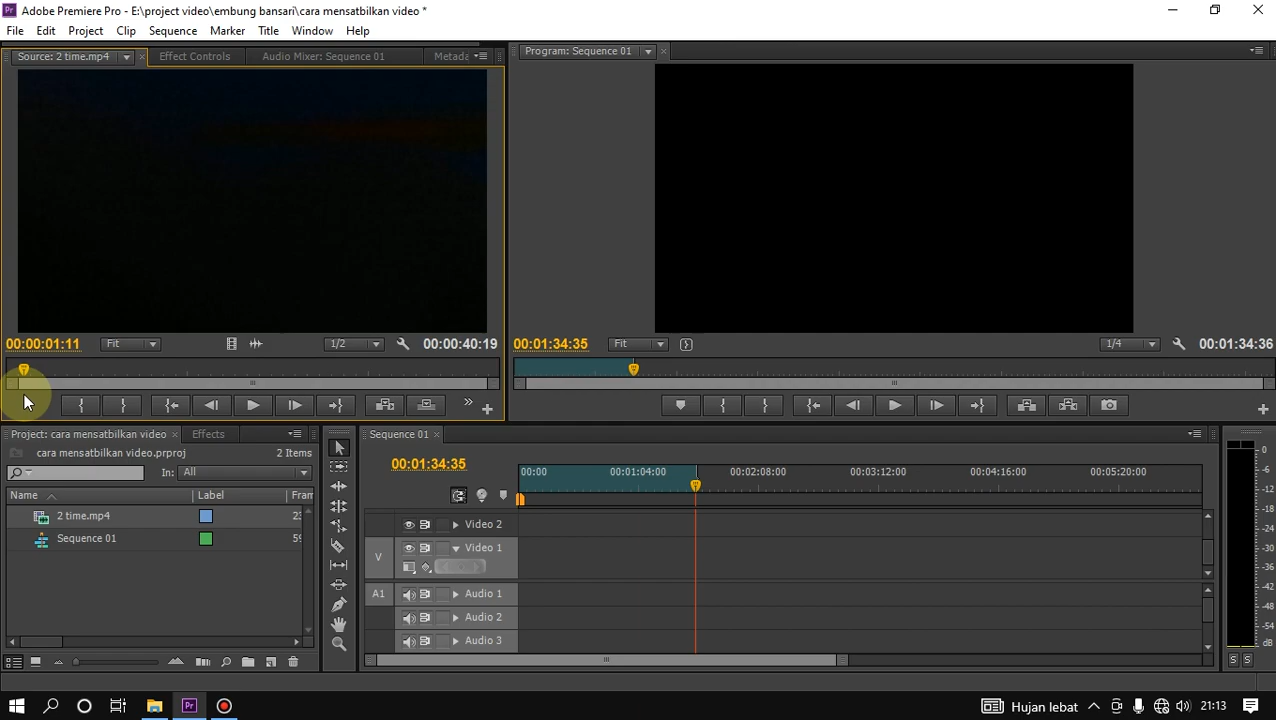 Adobe Premiere Pro - E:\project video\embung bansari\cara mensatbilkan video *
File Edit Project Clip Sequence Marker Title Window Help
Source: 2 time.mp4 Effect Controls Audio Mixer: Sequence 01 Metada
Program: Sequence 01
00:00:01:11 Fit 1/2 00:00:40:19
00:01:34:35 Fit 1/4 00:01:34:36
Project: cara mensatbilkan video Effects
cara mensatbilkan video.prproj 2 Items
In: All
Name Label Fram
2 time.mp4 23
Sequence 01 59
Sequence 01
00:01:34:35
00:00 00:01:04:00 00:02:08:00 00:03:12:00 00:04:16:00 00:05:20:00
Video 2
V Video 1
A1 Audio 1
Audio 2
Audio 3
0
-6
-12
-18
-24
-30
-36
-42
-48
-54
dB
S S
Hujan lebat 21:13